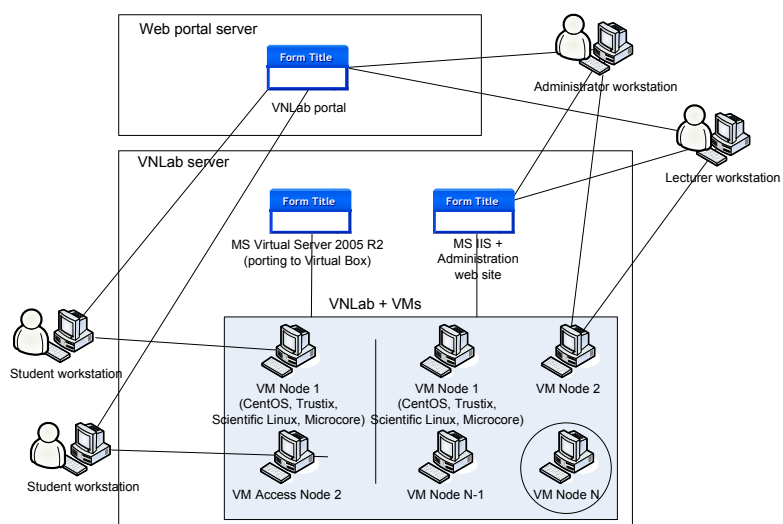 Web portal server
Form Title
VNLab portal
Administrator workstation
Lecturer workstation
VNLab server
Form Title
Form Title
MS Virtual Server 2005 R2
(porting to Virtual Box)
MS IIS +
Administration
web site
VNLab + VMs
Student workstation
VM Node 1
(CentOS, Trustix,
Scientific Linux, Microcore)
VM Node 1
(CentOS, Trustix,
Scientific Linux, Microcore)
VM Node 2
Student workstation
VM Access Node 2
VM Node N-1
VM Node N